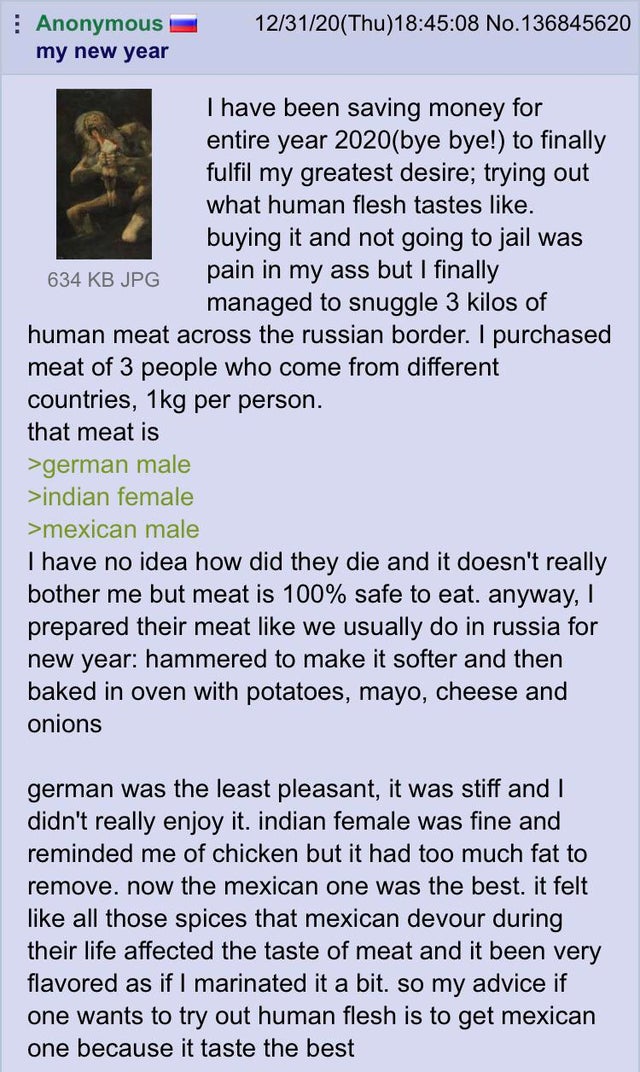 Anonymous 12/31/20(Thu)18:45:08 No.136845620
my new year
I have been saving money for
entire year 2020(bye bye!) to finally
fulfil my greatest desire; trying out
what human flesh tastes like.
buying it and not going to jail was
pain in my ass but I finally
managed to snuggle 3 kilos of
634 KB JPG
human meat across the russian border. I purchased
meat of 3 people who come from different
countries, 1kg per person.
that meat is
>german male
>indian female
>mexican male
I have no idea how did they die and it doesn't really
bother me but meat is 100% safe to eat. anyway, I
prepared their meat like we usually do in russia for
new year: hammered to make it softer and then
baked in oven with potatoes, mayo, cheese and
onions
german was the least pleasant, it was stiff and I
didn't really enjoy it. indian female was fine and
reminded me of chicken but it had too much fat to
remove. now the mexican one was the best. it felt
like all those spices that mexican devour during
their life affected the taste of meat and it been very
flavored as if I marinated it a bit. so my advice if
one wants to try out human flesh is to get mexican
one because it taste the best